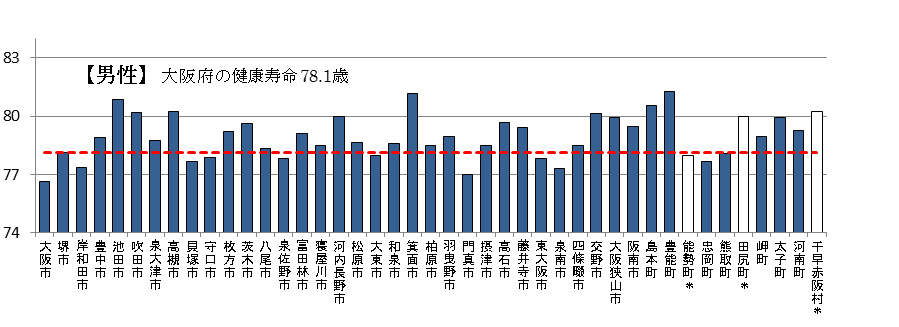 【男性】 大阪府の健康寿命 78.1歳
83
80
77
74
大阪市
堺市
岸和田市
豊中市
池田市
吹田市
泉大津市
高槻市
貝塚市
守口市
枚方市
茨木市
八尾市
泉佐野市
富田林市
寝屋川市
河内長野市
松原市
大東市
和泉市
箕面市
柏原市
羽曳野市
門真市
摂津市
高石市
藤井寺市
東大阪市
泉南市
四條畷市
交野市
大阪狭山市
阪南市
島本町
豊能町
能勢町*
忠岡町
熊取町
田尻町*
岬町
太子町
河南町
千早赤阪村*